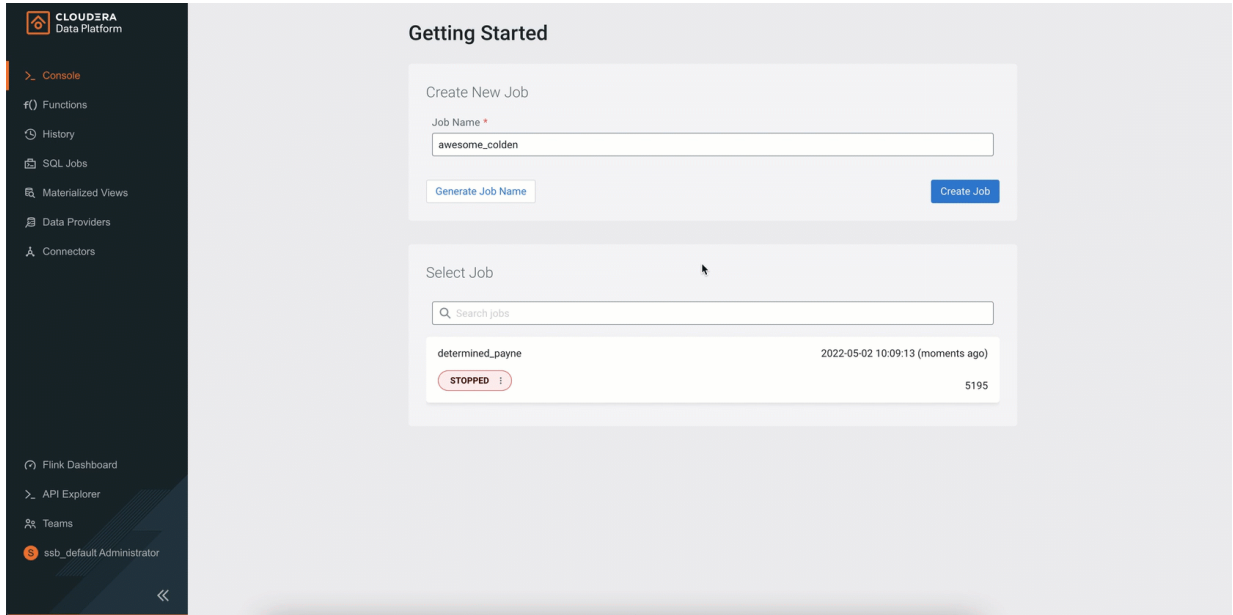 CLOUDERA
Data Platform
Console
f() Functions
History
SQL Jobs
Materialized Views
Data Providers
Connectors
Flink Dashboard
API Explorer
Teams
S ssb_default Administrator
Getting Started
Create New Job
Job Name *
awesome_colden
Generate Job Name
Create Job
Select Job
Search jobs
determined_payne
2022-05-02 10:09:13 (moments ago)
STOPPED
5195